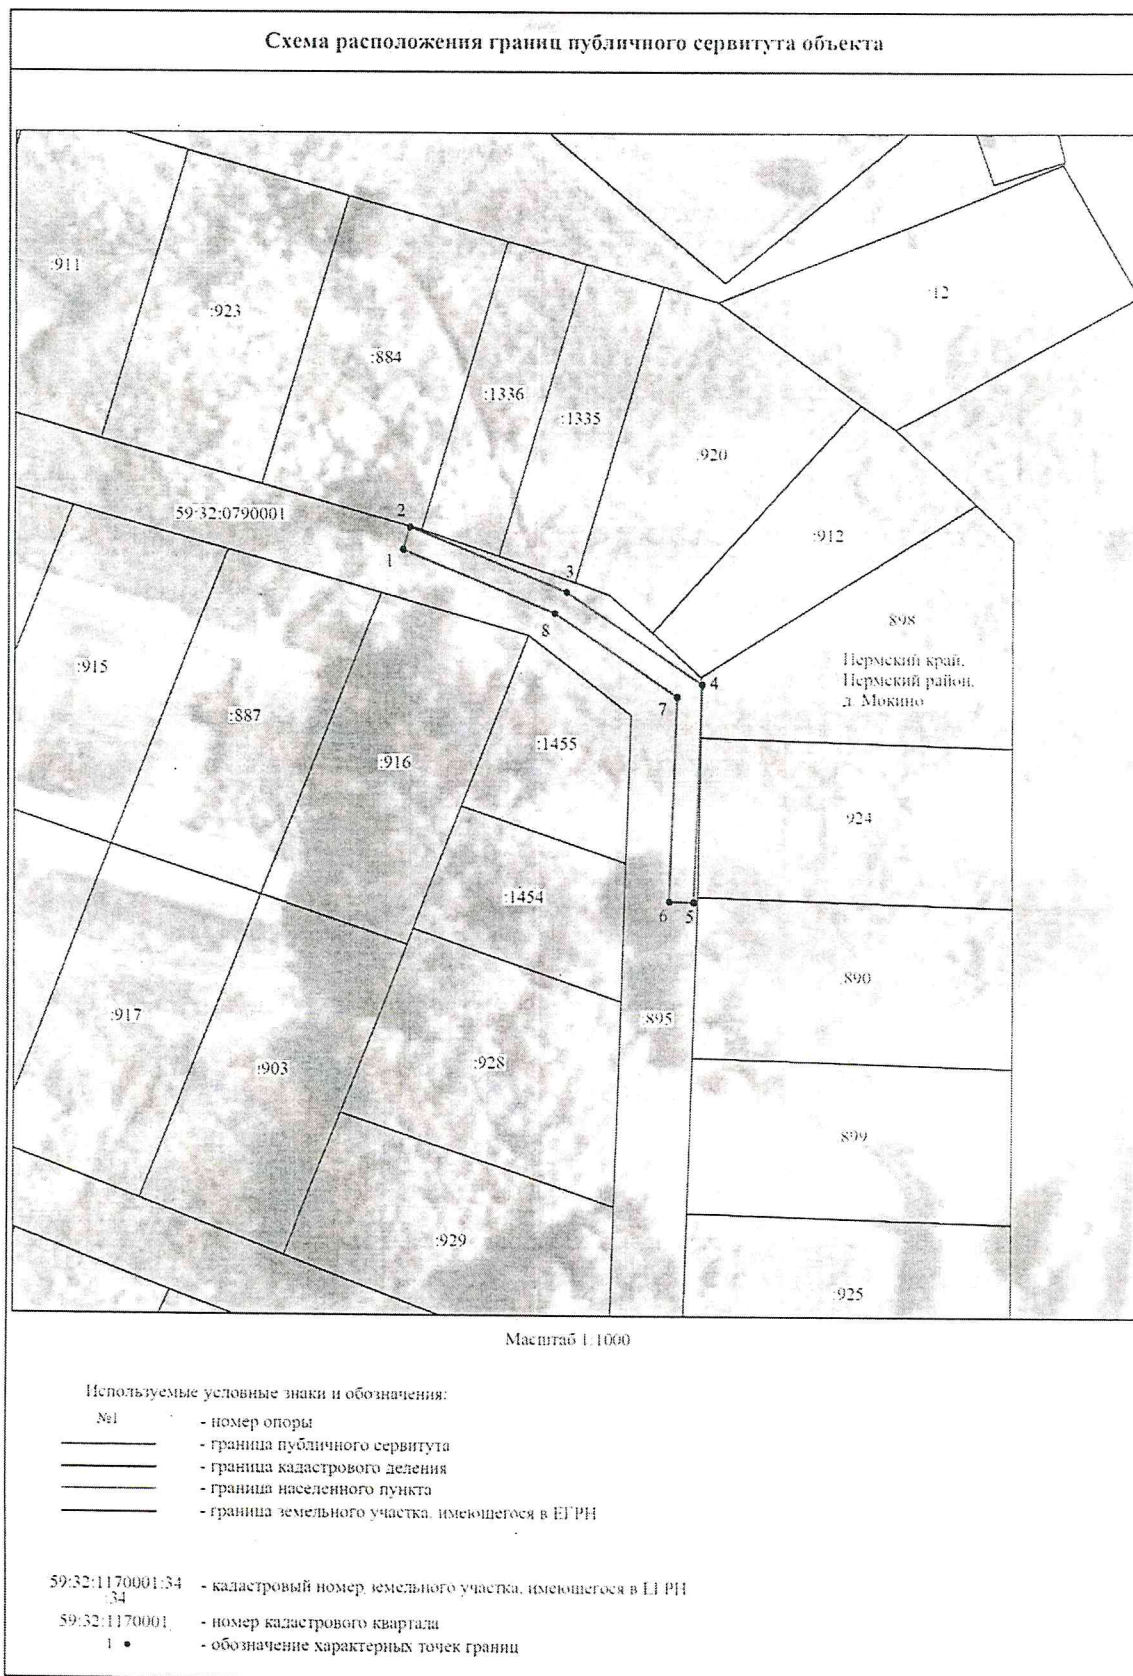 Схема расположения границ публичного сервитута объекта
:911
:923
:884
:1336
:1335
:920
:12
:912
59:32:0790001
2
1
3
8
4
7
898
Пермский край,
Пермский район,
д. Мокино
:915
:887
:916
:1455
:924
:1454
6
5
:890
:917
:903
:928
:895
:899
:929
:925
Масштаб 1:1000
Используемые условные знаки и обозначения:
№1 - номер опоры
- граница публичного сервитута
- граница кадастрового деления
- граница населенного пункта
- граница земельного участка, имеющегося в ЕГРН
59:32:1170001:34 - кадастровый номер земельного участка, имеющегося в ЕГРН
:34
59:32:1170001 - номер кадастрового квартала
1 • - обозначение характерных точек границ